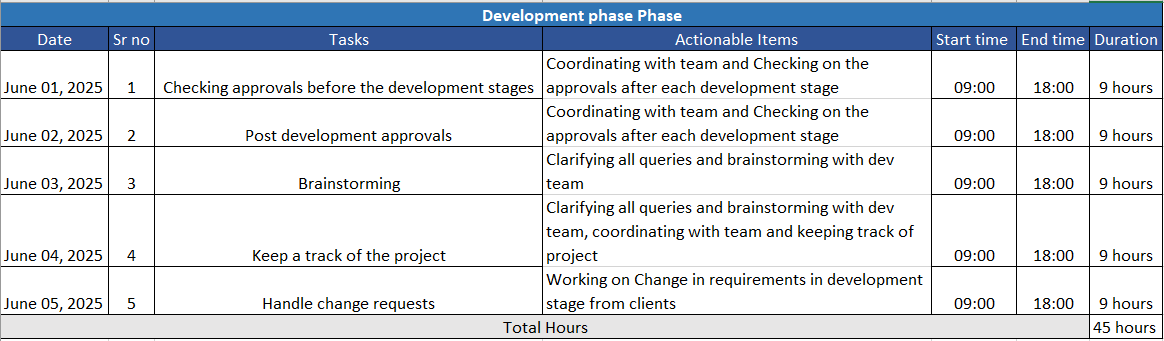 Development phase Phase
Date Sr no Tasks Actionable Items Start time End time Duration
Coordinating with team and Checking on the
June 01, 2025 1 Checking approvals before the development stages approvals after each development stage 09:00 18:00 9 hours
Coordinating with team and Checking on the
June 02, 2025 2 Post development approvals approvals after each development stage 09:00 18:00 9 hours
Clarifying all queries and brainstorming with dev
June 03, 2025 3 Brainstorming team 09:00 18:00 9 hours
Clarifying all queries and brainstorming with dev
team, coordinating with team and keeping track of
June 04, 2025 4 Keep a track of the project project 09:00 18:00 9 hours
Working on Change in requirements in development
June 05, 2025 5 Handle change requests stage from clients 09:00 18:00 9 hours
Total Hours 45 hours